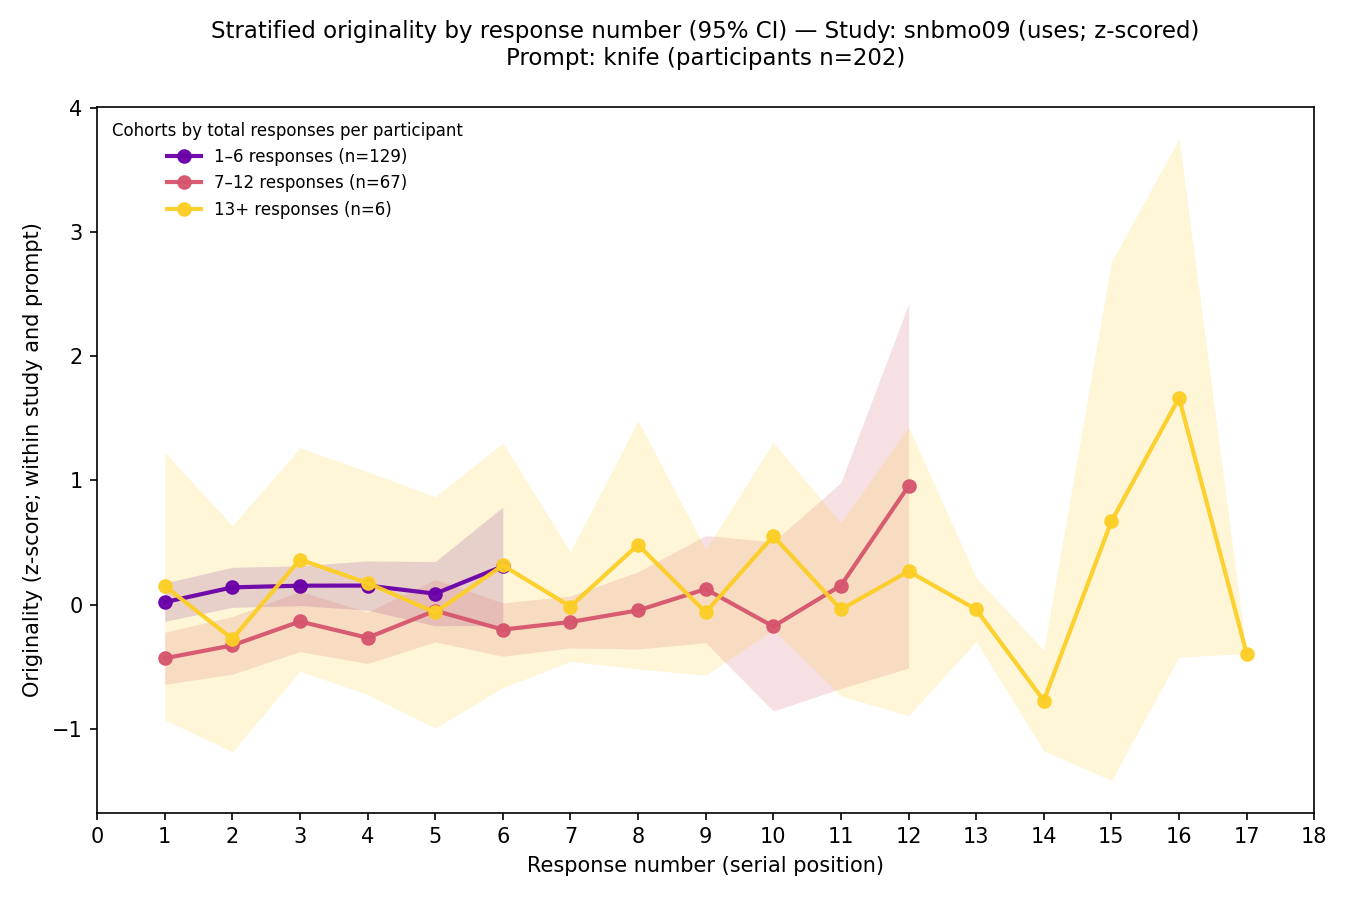 Stratified originality by response number (95% CI) — Study: snbmo09 (uses; z-scored)
Prompt: knife (participants n=202)
Originality (z-score; within study and prompt)
4
3
2
1
0
−1
Cohorts by total responses per participant
1–6 responses (n=129)
7–12 responses (n=67)
13+ responses (n=6)
0 1 2 3 4 5 6 7 8 9 10 11 12 13 14 15 16 17 18
Response number (serial position)